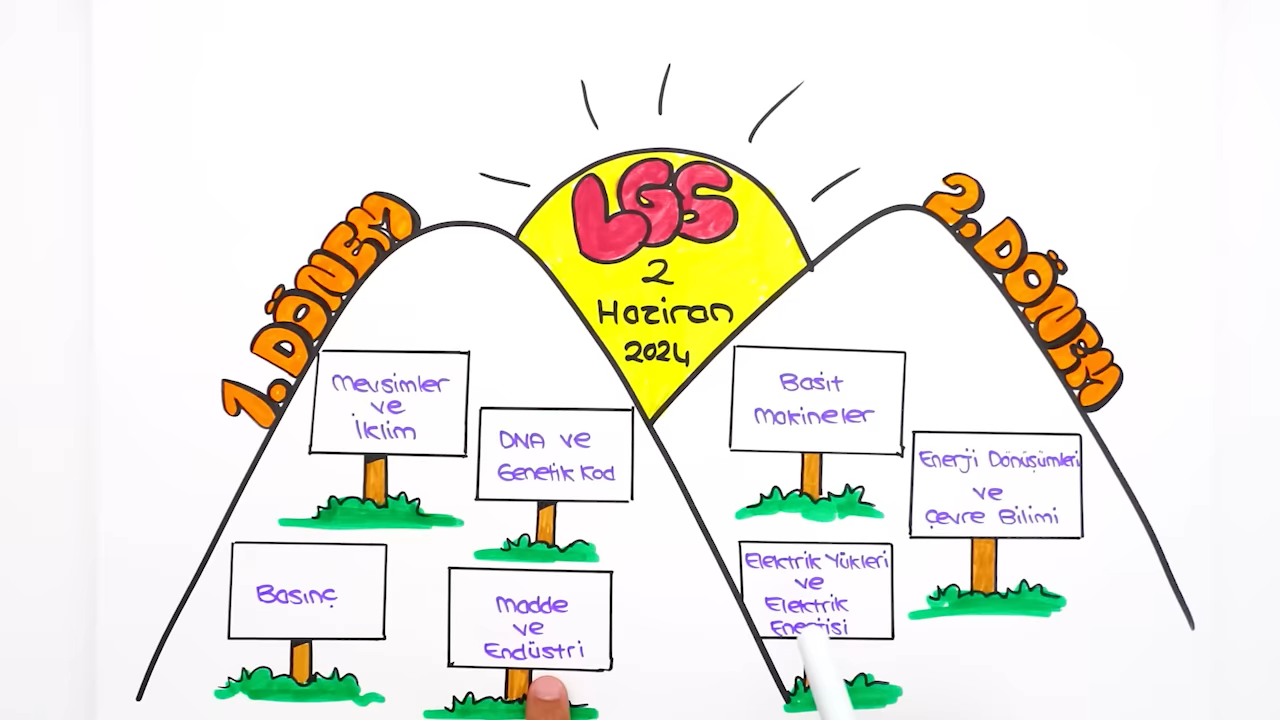 LGS
2
Haziran
2024
1. DÖNEM
Mevsimler
ve
İklim
DNA ve
Genetik Kod
Basınç
Madde
ve
Endüstri
2. DÖNEM
Basit
Makineler
Enerji Dönüşümleri
ve
Çevre Bilimi
Elektrik Yükleri
ve
Elektrik
Enerjisi